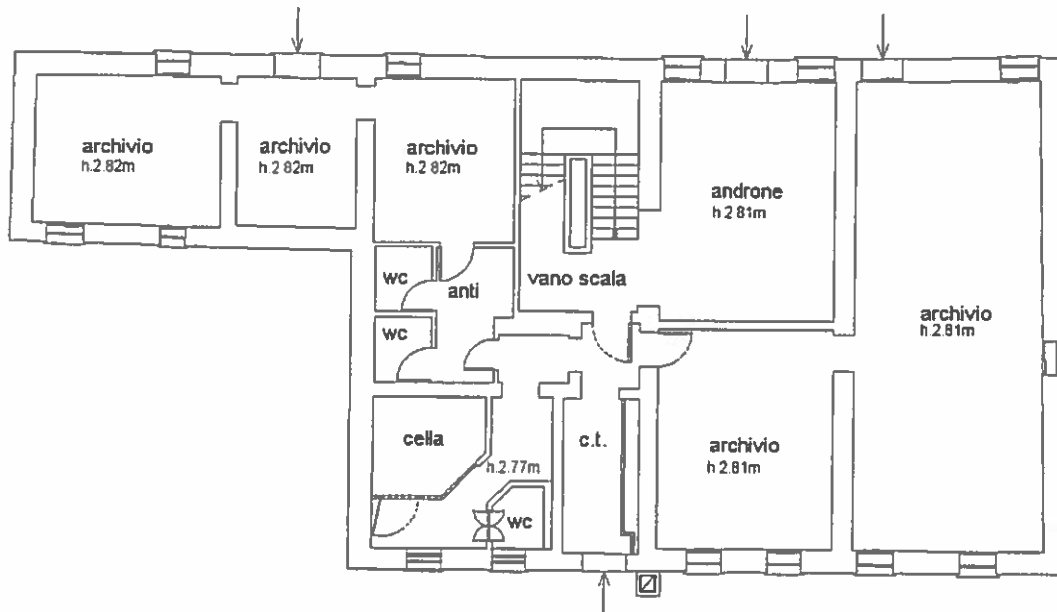 archivio
h.2.82m
archivio
h.2.82m
archivio
h.2 82m
androne
h 2.81m
wc
anti
vano scala
archivio
h.2.81m
wc
cella
h.2.77m
c.t.
archivio
h 2.81m
wc